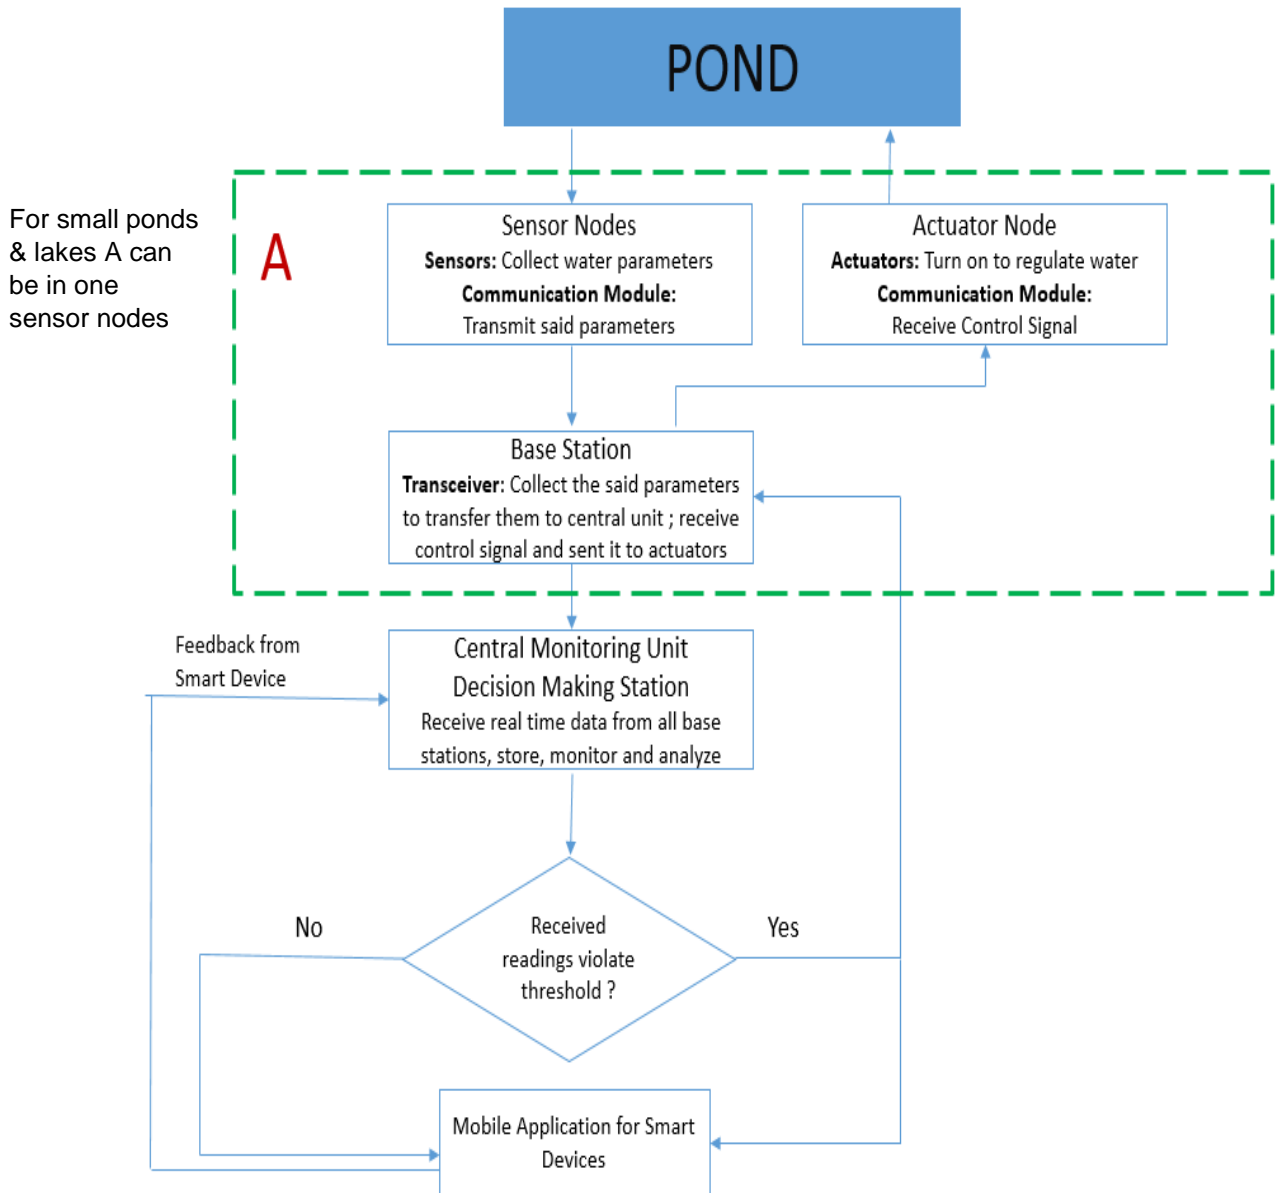 POND
For small ponds
& lakes A can
be in one
sensor nodes
A
Sensor Nodes
Sensors: Collect water parameters
Communication Module:
Transmit said parameters
Actuator Node
Actuators: Turn on to regulate water
Communication Module:
Receive Control Signal
Base Station
Transceiver: Collect the said parameters
to transfer them to central unit ; receive
control signal and sent it to actuators
Feedback from
Smart Device
Central Monitoring Unit
Decision Making Station
Receive real time data from all base
stations, store, monitor and analyze
No
Received
readings violate
threshold ?
Yes
Mobile Application for Smart
Devices